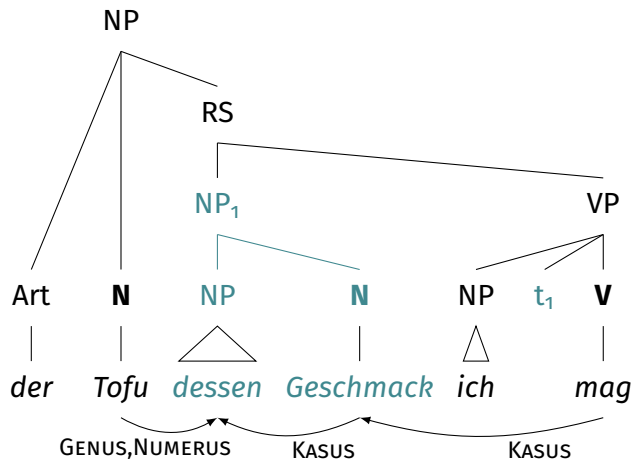 NP
RS
NP₁ VP
Art N NP N NP t₁ V
der Tofu dessen Geschmack ich mag
GENUS,NUMERUS KASUS KASUS